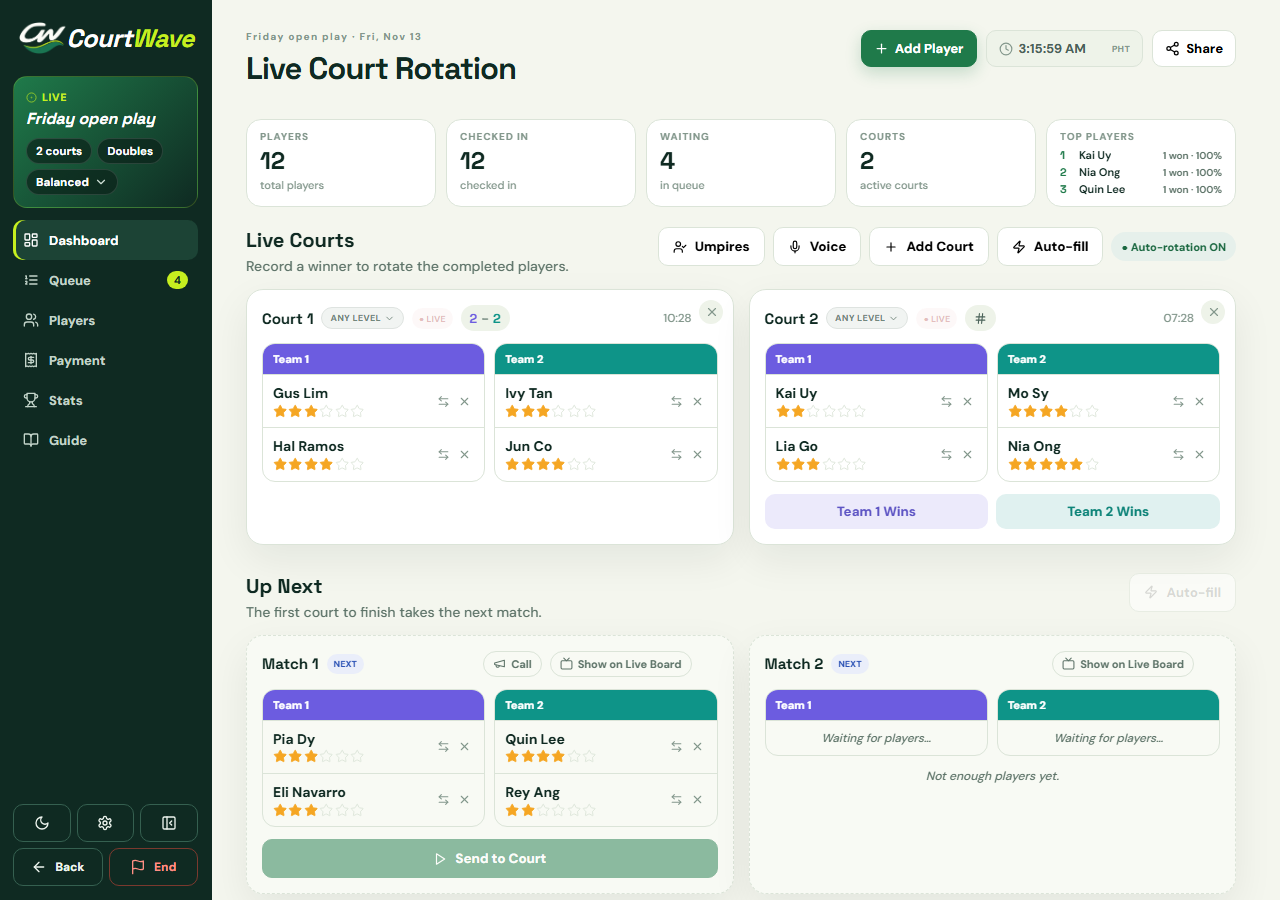 CW CourtWave
LIVE
Friday open play
2 courts
Doubles
Balanced
Dashboard
Queue
4
Players
Payment
Stats
Guide
Back
End
Friday open play · Fri, Nov 13
Live Court Rotation
Add Player
3:15:59 AM PHT
Share
PLAYERS
12
total players
CHECKED IN
12
checked in
WAITING
4
in queue
COURTS
2
active courts
TOP PLAYERS
1 Kai Uy 1 won · 100%
2 Nia Ong 1 won · 100%
3 Quin Lee 1 won · 100%
Live Courts
Record a winner to rotate the completed players.
Umpires
Voice
+ Add Court
Auto-fill
• Auto-rotation ON
Court 1 ANY LEVEL • LIVE 2 – 2 10:28
Team 1
Gus Lim
Hal Ramos
Team 2
Ivy Tan
Jun Co
Court 2 ANY LEVEL • LIVE # 07:28
Team 1
Kai Uy
Lia Go
Team 2
Mo Sy
Nia Ong
Team 1 Wins
Team 2 Wins
Up Next
The first court to finish takes the next match.
Auto-fill
Match 1 NEXT Call Show on Live Board
Team 1
Pia Dy
Eli Navarro
Team 2
Quin Lee
Rey Ang
Send to Court
Match 2 NEXT Show on Live Board
Team 1
Waiting for players…
Team 2
Waiting for players…
Not enough players yet.